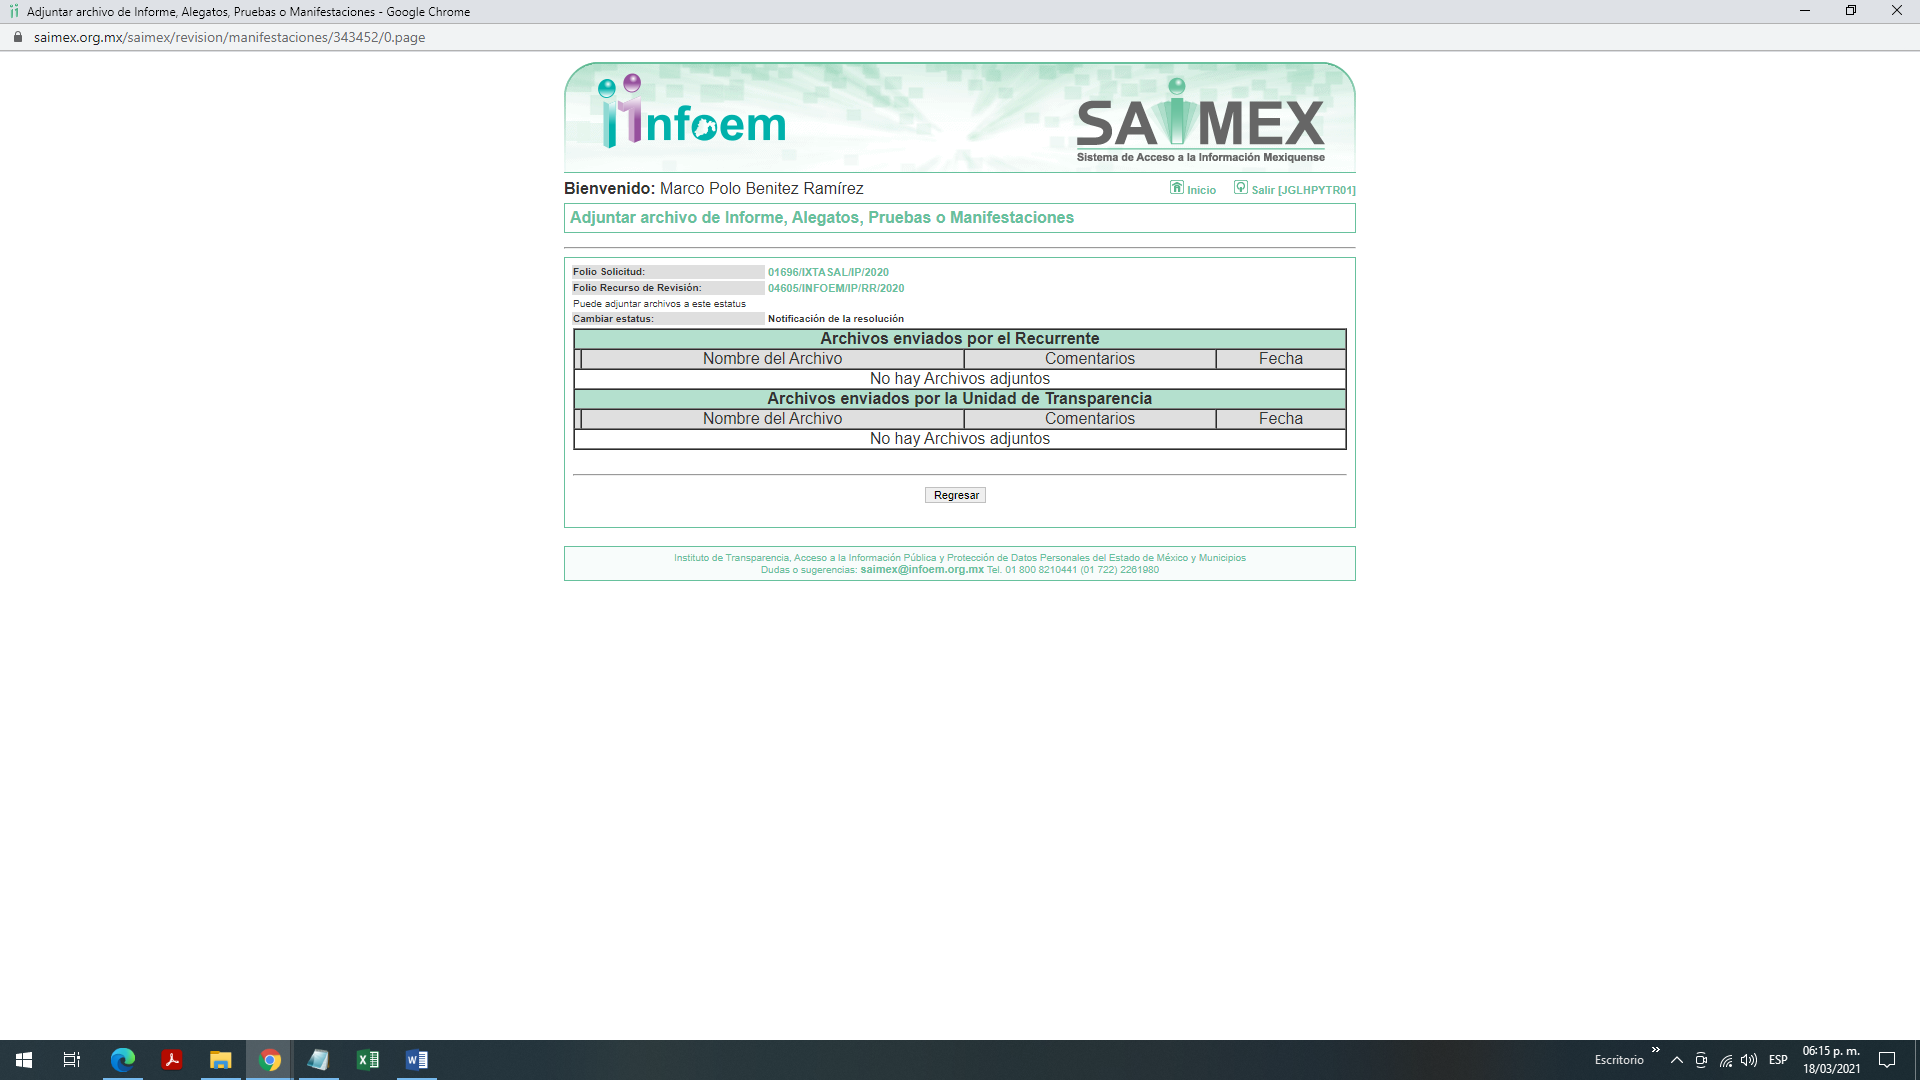 Adjuntar archivo de Informe, Alegatos, Pruebas o Manifestaciones - Google Chrome
saimex.org.mx/saimex/revision/manifestaciones/343452/0.page
infoem
SAIMEX
Sistema de Acceso a la Información Mexiquense
Bienvenido: Marco Polo Benitez Ramírez
Inicio Salir [JGLHPYTR01]
Adjuntar archivo de Informe, Alegatos, Pruebas o Manifestaciones
Folio Solicitud: 01696/IXTASAL/IP/2020
Folio Recurso de Revisión: 04605/INFOEM/IP/RR/2020
Puede adjuntar archivos a este estatus
Cambiar estatus: Notificación de la resolución
Archivos enviados por el Recurrente
Nombre del Archivo Comentarios Fecha
No hay Archivos adjuntos
Archivos enviados por la Unidad de Transparencia
Nombre del Archivo Comentarios Fecha
No hay Archivos adjuntos
Regresar
Instituto de Transparencia, Acceso a la Información Pública y Protección de Datos Personales del Estado de México y Municipios
Dudas o sugerencias: saimex@infoem.org.mx Tel. 01 800 8210441 (01 722) 2261980
Escritorio » ESP 06:15 p. m.
18/03/2021